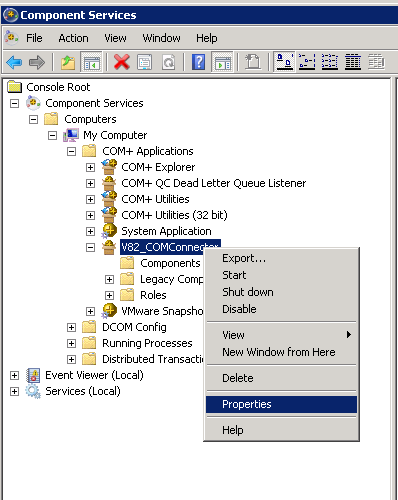 Component Services
File Action View Window Help
Console Root
Component Services
Computers
My Computer
COM+ Applications
COM+ Explorer
COM+ QC Dead Letter Queue Listener
COM+ Utilities
COM+ Utilities (32 bit)
System Application
V82_COMConnector
Components
Legacy Comp
Roles
VMware Snapsho
DCOM Config
Running Processes
Distributed Transactio
Event Viewer (Local)
Services (Local)
Export...
Start
Shut down
Disable
View
New Window from Here
Delete
Properties
Help